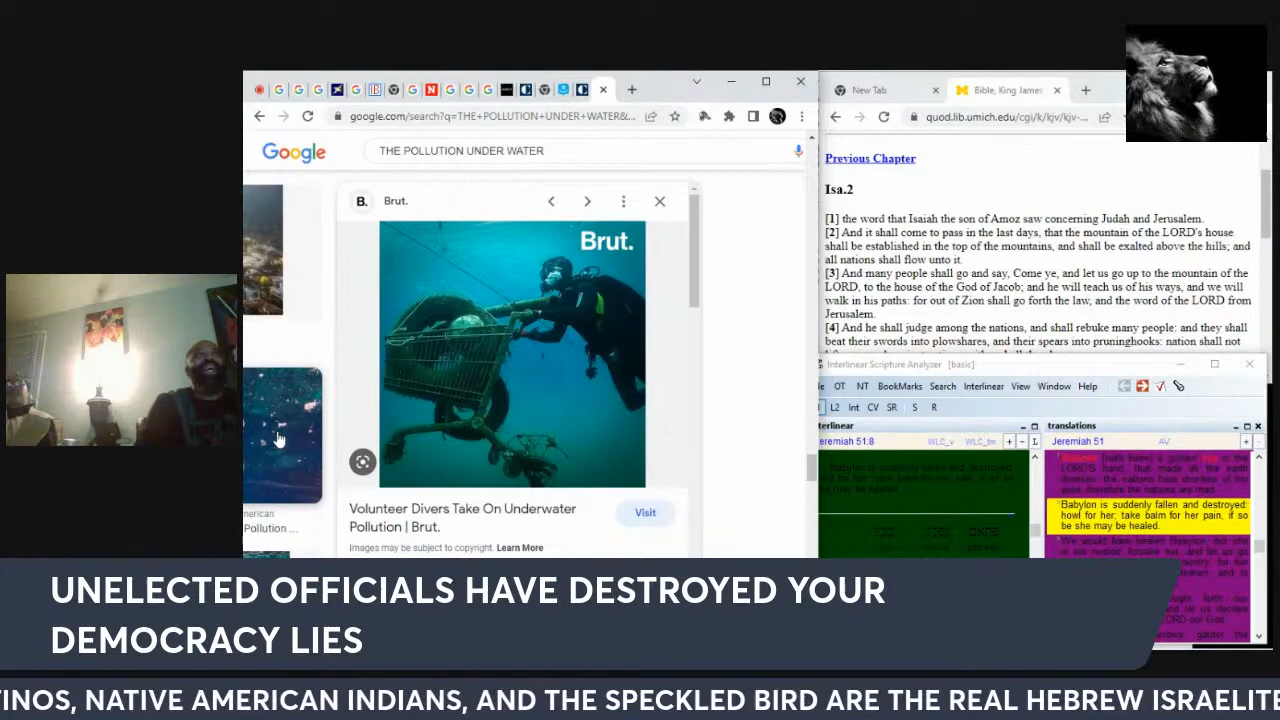 google.com/search?q=THE+POLLUTION+UNDER+WATER&...
Google
THE POLLUTION UNDER WATER
B.
Brut.
Brut.
Volunteer Divers Take On Underwater
Pollution | Brut.
Visit
Images may be subject to copyright. Learn More
merican
Pollution ...
New Tab
Bible, King James
quod.lib.umich.edu/cgi/k/kjv/kjv-...
Previous Chapter
Isa.2
[1] the word that Isaiah the son of Amoz saw concerning Judah and Jerusalem.
[2] And it shall come to pass in the last days, that the mountain of the LORD's house
shall be established in the top of the mountains, and shall be exalted above the hills; and
all nations shall flow unto it.
[3] And many people shall go and say, Come ye, and let us go up to the mountain of the
LORD, to the house of the God of Jacob; and he will teach us of his ways, and we will
walk in his paths: for out of Zion shall go forth the law, and the word of the LORD from
Jerusalem.
[4] And he shall judge among the nations, and shall rebuke many people: and they shall
beat their swords into plowshares, and their spears into pruninghooks: nation shall not
Interlinear Scripture Analyzer [basic]
OT NT BookMarks Search Interlinear View Window Help
L2 Int CV SR S R
terlinear
translations
eremiah 51:8 WLC_v WLC_tm
Jeremiah 51 AV
Babylon is suddenly fallen and destroyed:
howl for her; take balm for her pain, if so
be she may be healed.
UNELECTED OFFICIALS HAVE DESTROYED YOUR
DEMOCRACY LIES
TINOS, NATIVE AMERICAN INDIANS, AND THE SPECKLED BIRD ARE THE REAL HEBREW ISRAELITE